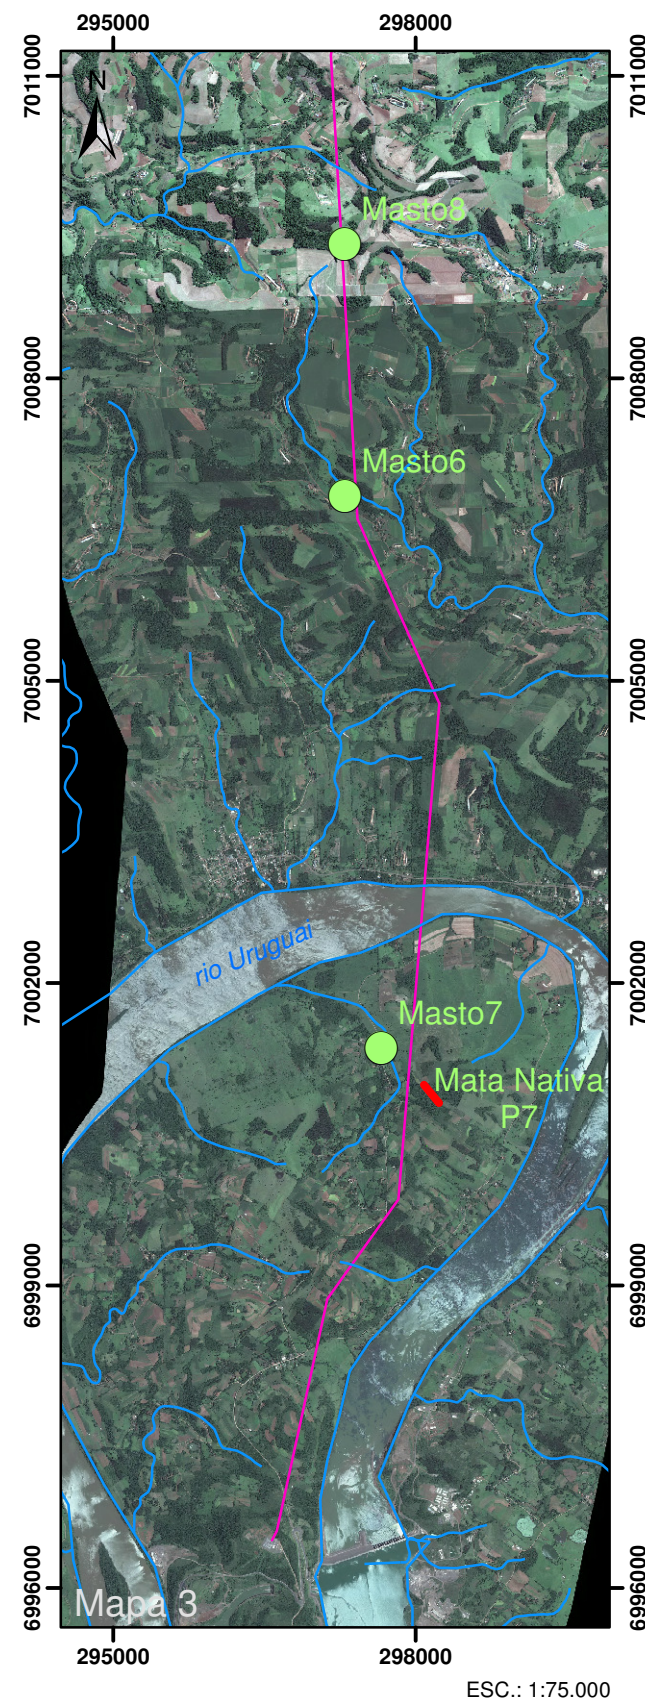 295000 298000
7011000 7011000
N
Masto8
7008000 7008000
Masto6
7005000 7005000
rio Uruguai
7002000 7002000
Masto7
Mata Nativa
P7
6999000 6999000
6996000 6996000
Mapa 3
295000 298000
ESC.: 1:75.000